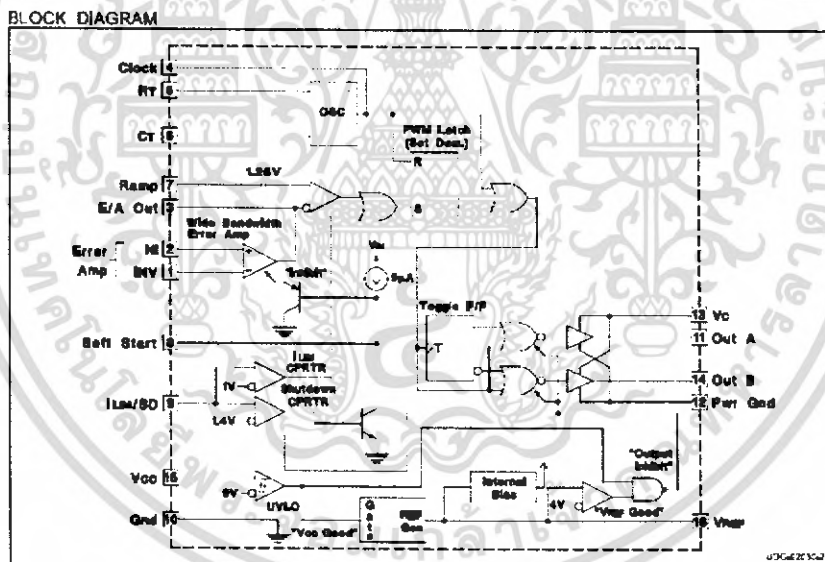 BLOCK DIAGRAM
Clock 4
RT 5
OSC
CT 6
PWM Latch
(Set Dom.)
R
Ramp 7
1.25V
E/A Out 3
S
Wide Bandwidth
Error Amp
Error
Amp
NI 2
INV 1
"Inhibit"
9µA
Toggle F/F
T
Vc 13
11 Out A
14 Out B
12 Pwr Gnd
Soft Start 8
ILIM
CPRTR
1V
Shutdown
CPRTR
ILIM/SD 9
1.4V
"Output
Inhibit"
Vcc 15
9V
UVLO
Internal
Bias
4V
"VREF Good"
Gnd 10
"Vcc Good"
Gate
REF
Gen
16 VREF